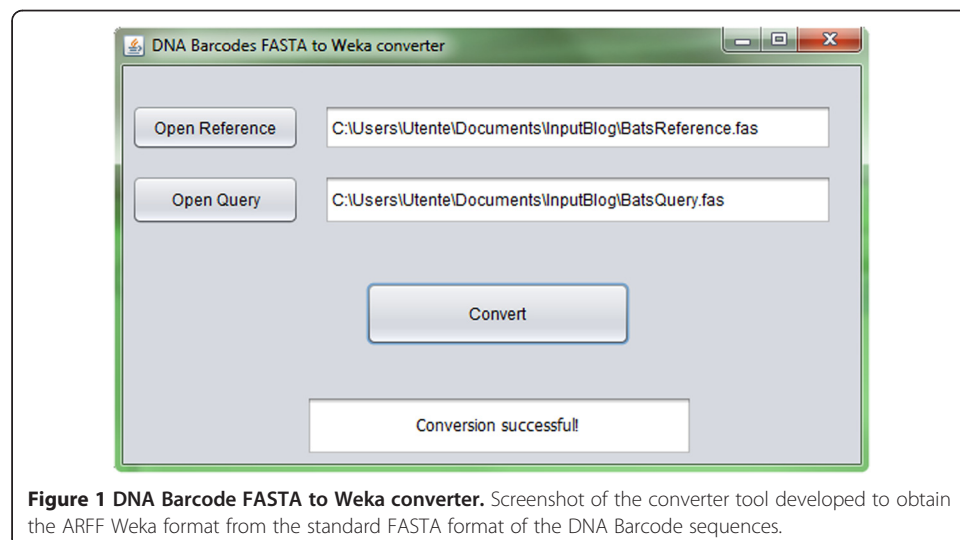 DNA Barcodes FASTA to Weka converter
Open Reference
C:\Users\Utente\Documents\InputBlog\BatsReference.fas
Open Query
C:\Users\Utente\Documents\InputBlog\BatsQuery.fas
Convert
Conversion successful!
Figure 1 DNA Barcode FASTA to Weka converter. Screenshot of the converter tool developed to obtain
the ARFF Weka format from the standard FASTA format of the DNA Barcode sequences.